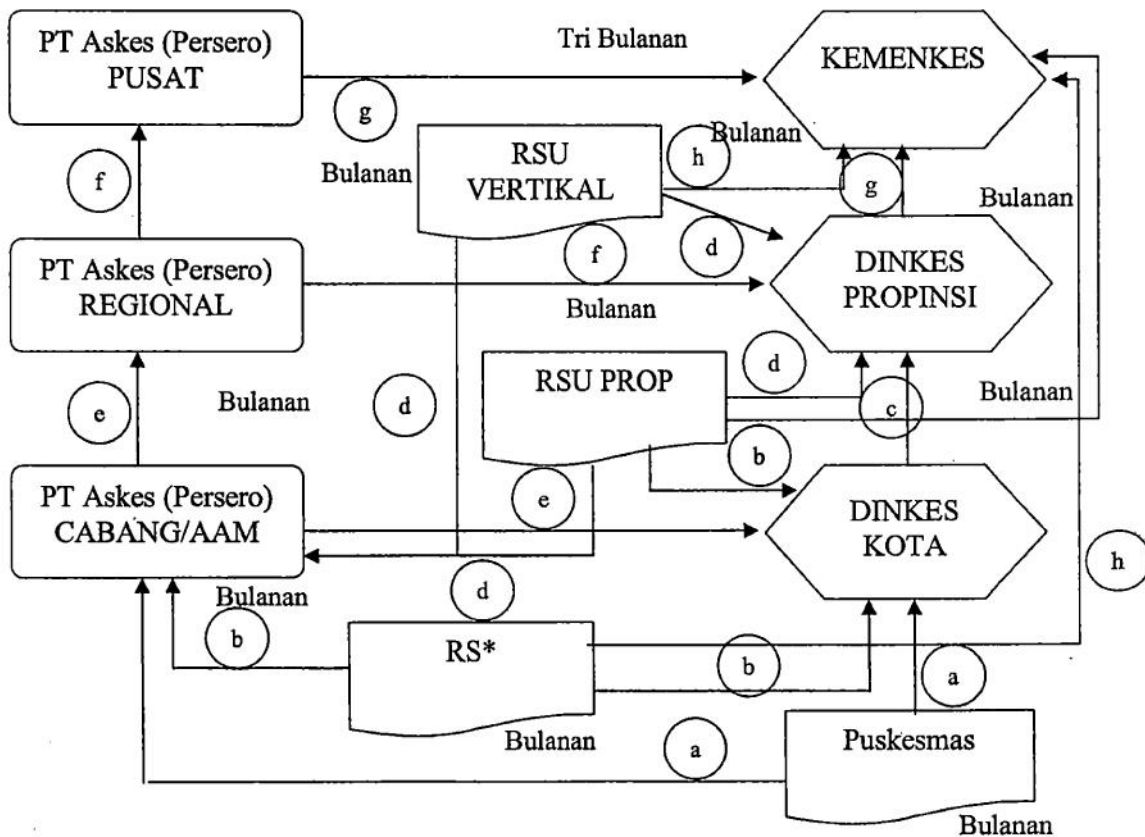 PT Askes (Persero)
PUSAT
Tri Bulanan
KEMENKES
g
Bulanan
f
Bulanan
RSU
VERTIKAL
h
g
Bulanan
d
f
PT Askes (Persero)
REGIONAL
Bulanan
DINKES
PROPINSI
e
Bulanan
d
RSU PROP
d
c
Bulanan
b
PT Askes (Persero)
CABANG/AAM
e
DINKES
KOTA
h
Bulanan
d
b
RS*
b
a
Bulanan
a
Puskesmas
Bulanan